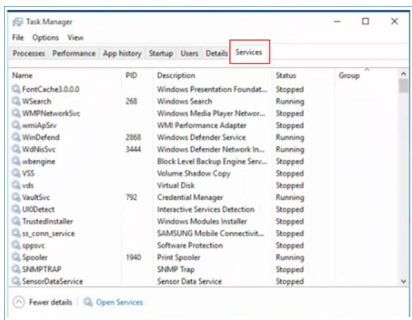 Task Manager
File Options View
Processes Performance App history Startup Users Details Services
Name PID Description Status Group
FontCache3.0.0.0 Windows Presentation Foundat... Stopped
WSearch 268 Windows Search Running
WMPNetworkSvc Windows Media Player Networ... Stopped
wmiApSrv WMI Performance Adapter Stopped
WinDefend 2868 Windows Defender Service Running
WdNisSvc 3444 Windows Defender Network In... Running
wbengine Block Level Backup Engine Serv... Stopped
VSS Volume Shadow Copy Stopped
vds Virtual Disk Stopped
VaultSvc 792 Credential Manager Running
UI0Detect Interactive Services Detection Stopped
TrustedInstaller Windows Modules Installer Stopped
ss_conn_service SAMSUNG Mobile Connectivit... Stopped
sppsvc Software Protection Stopped
Spooler 1940 Print Spooler Running
SNMPTRAP SNMP Trap Stopped
SensorDataService Sensor Data Service Stopped
Fewer details Open Services